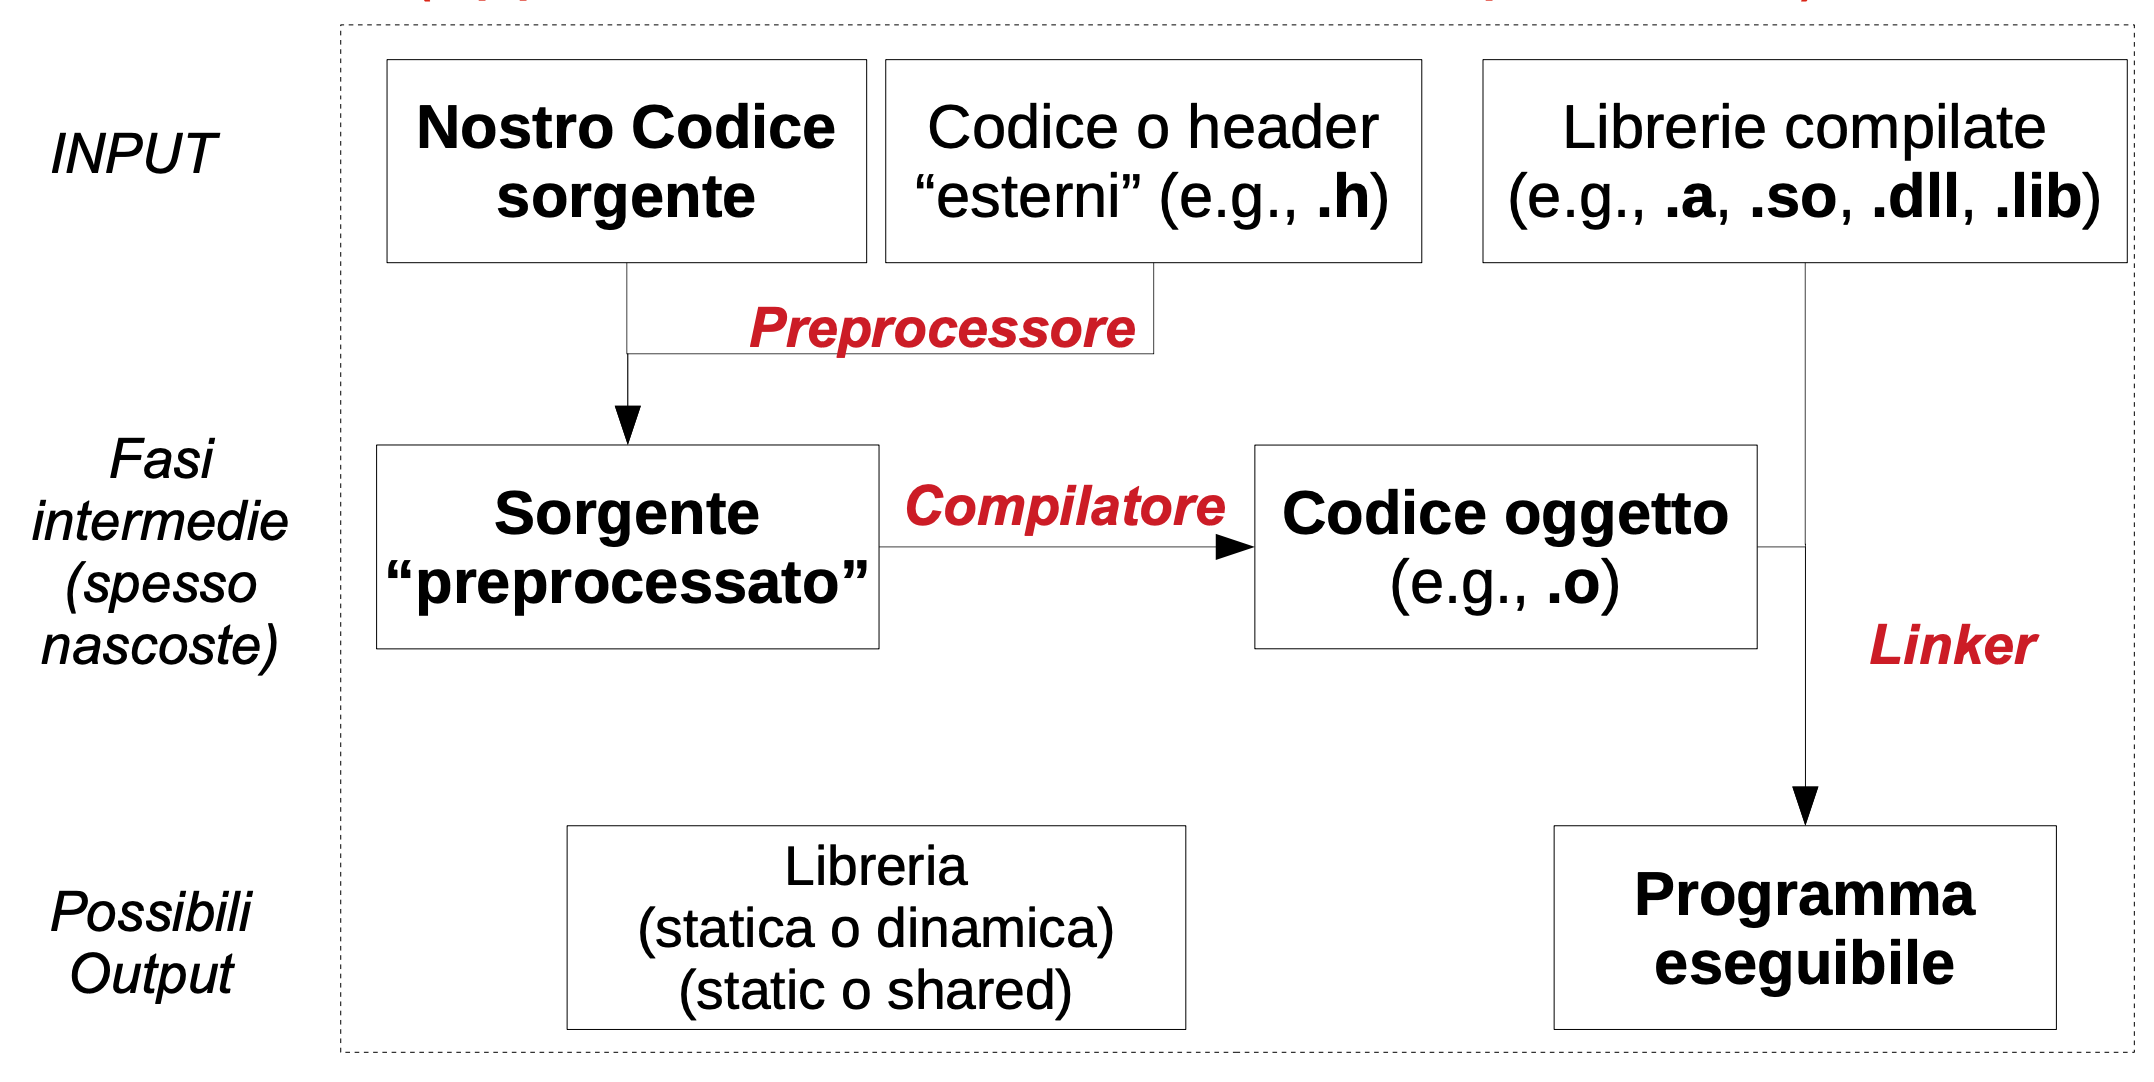 INPUT
Nostro Codice
sorgente
Codice o header
“esterni” (e.g., .h)
Librerie compilate
(e.g., .a, .so, .dll, .lib)
Preprocessore
Fasi
intermedie
(spesso
nascoste)
Sorgente
“preprocessato”
Compilatore
Codice oggetto
(e.g., .o)
Linker
Possibili
Output
Libreria
(statica o dinamica)
(static o shared)
Programma
eseguibile